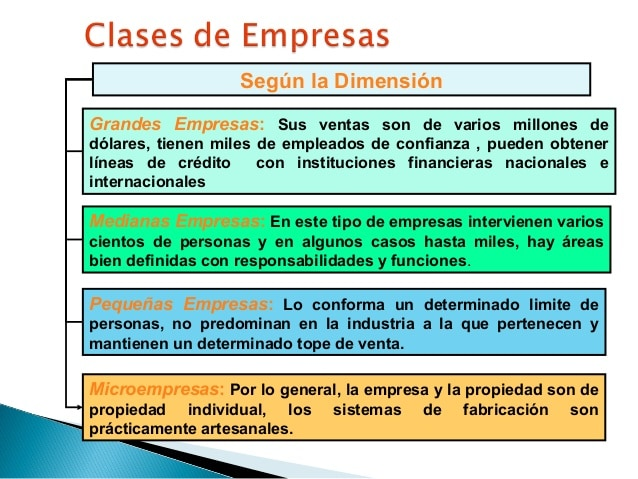 Clases de Empresas
Según la Dimensión
Grandes Empresas: Sus ventas son de varios millones de
dólares, tienen miles de empleados de confianza , pueden obtener
líneas de crédito con instituciones financieras nacionales e
internacionales
Medianas Empresas: En este tipo de empresas intervienen varios
cientos de personas y en algunos casos hasta miles, hay áreas
bien definidas con responsabilidades y funciones.
Pequeñas Empresas: Lo conforma un determinado limite de
personas, no predominan en la industria a la que pertenecen y
mantienen un determinado tope de venta.
Microempresas: Por lo general, la empresa y la propiedad son de
propiedad individual, los sistemas de fabricación son
prácticamente artesanales.